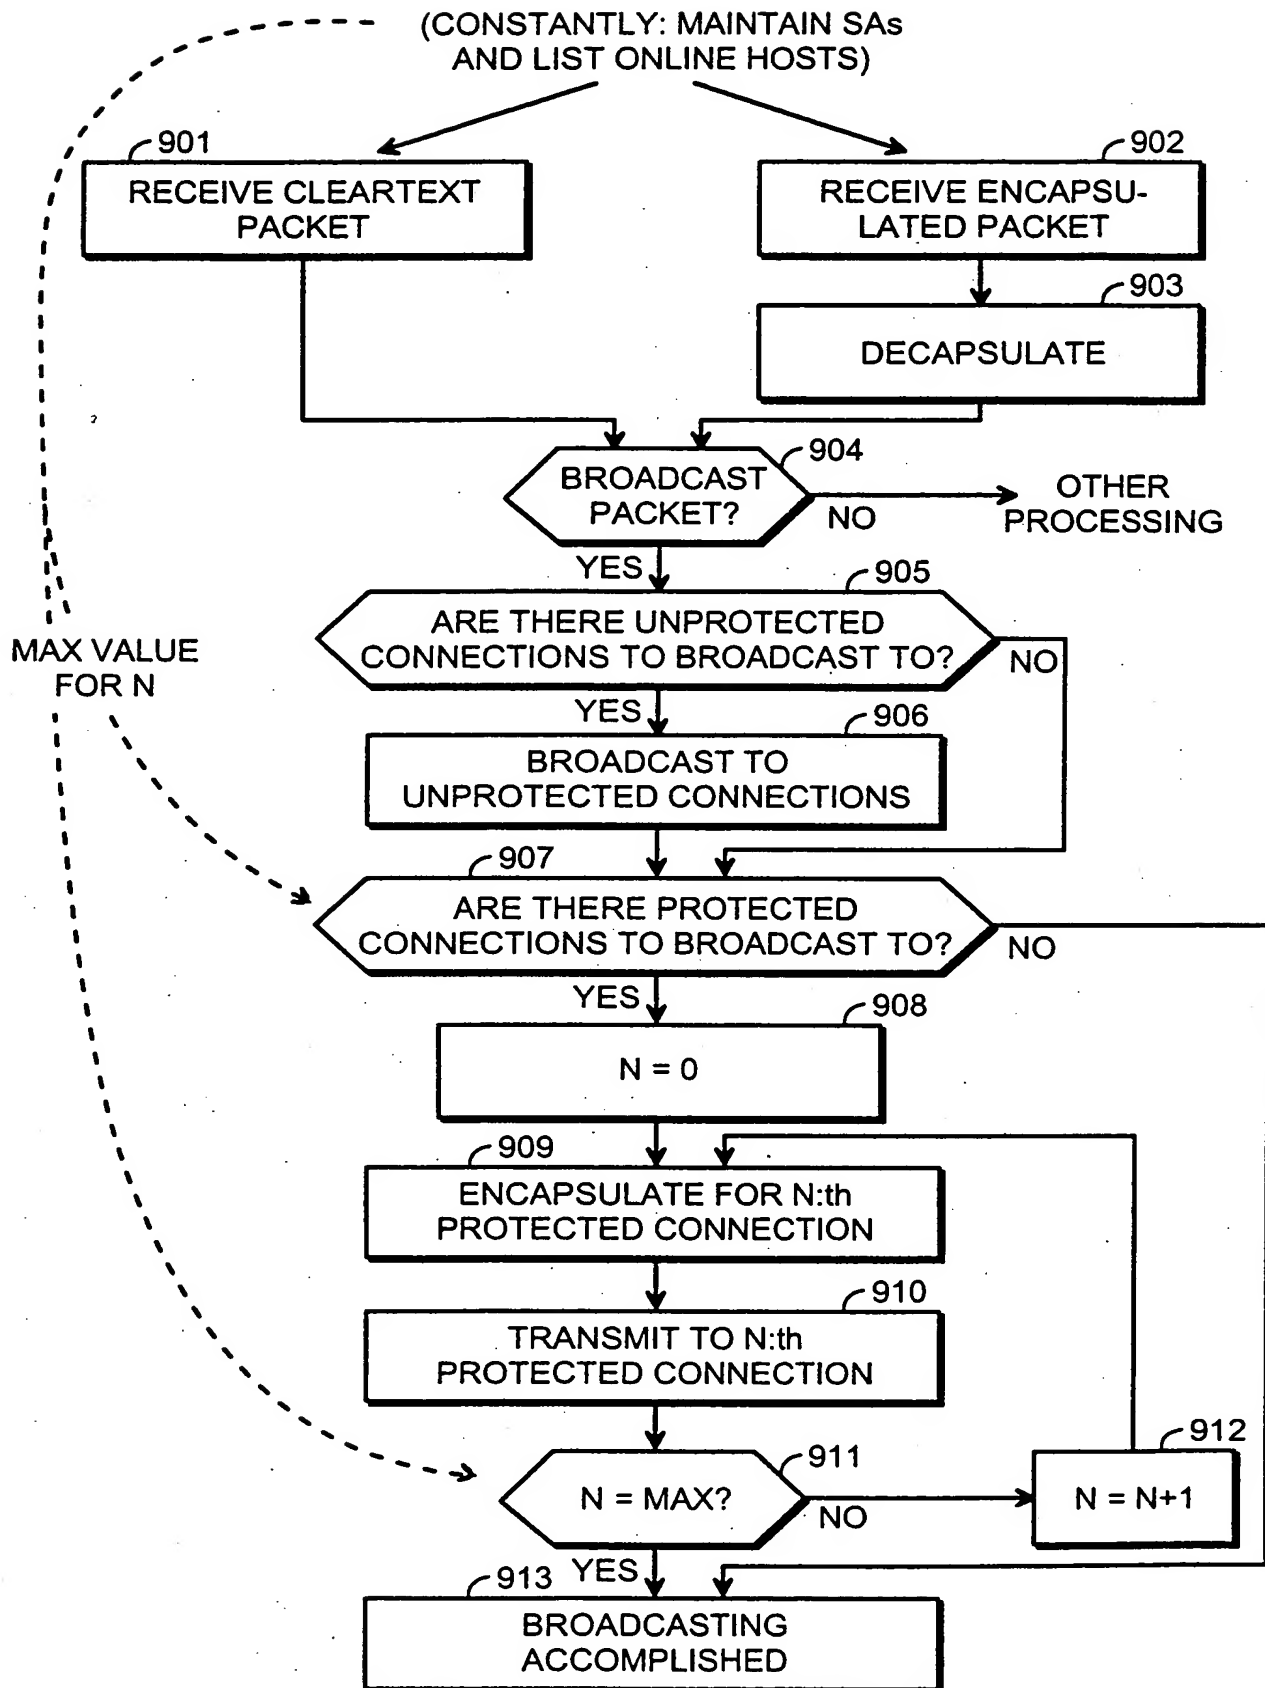 (CONSTANTLY: MAINTAIN SAs
AND LIST ONLINE HOSTS)
901
RECEIVE CLEARTEXT
PACKET
902
RECEIVE ENCAPSU-
LATED PACKET
903
DECAPSULATE
904
BROADCAST
PACKET?
NO
OTHER
PROCESSING
YES
905
ARE THERE UNPROTECTED
CONNECTIONS TO BROADCAST TO?
NO
MAX VALUE
FOR N
YES
906
BROADCAST TO
UNPROTECTED CONNECTIONS
907
ARE THERE PROTECTED
CONNECTIONS TO BROADCAST TO?
NO
YES
908
N = 0
909
ENCAPSULATE FOR N:th
PROTECTED CONNECTION
910
TRANSMIT TO N:th
PROTECTED CONNECTION
911
N = MAX?
NO
912
N = N+1
YES
913
BROADCASTING
ACCOMPLISHED